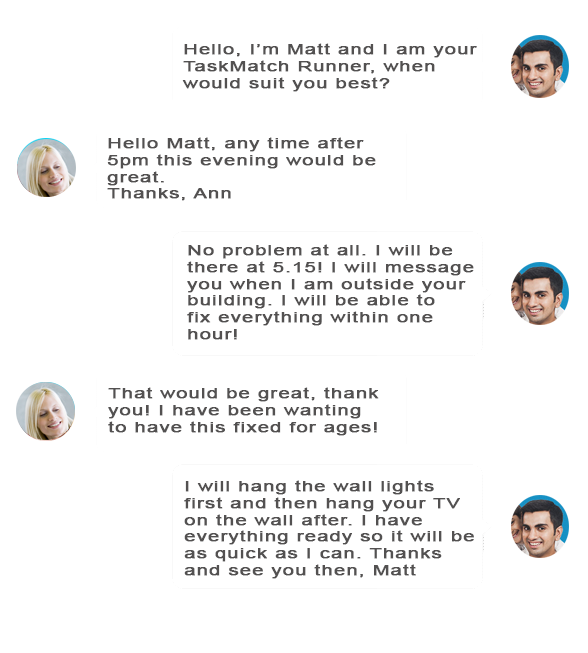 Hello, I'm Matt and I am your
TaskMatch Runner, when
would suit you best?
Hello Matt, any time after
5pm this evening would be
great.
Thanks, Ann
No problem at all. I will be
there at 5.15! I will message
you when I am outside your
building. I will be able to
fix everything within one
hour!
That would be great, thank
you! I have been wanting
to have this fixed for ages!
I will hang the wall lights
first and then hang your TV
on the wall after. I have
everything ready so it will be
as quick as I can. Thanks
and see you then, Matt